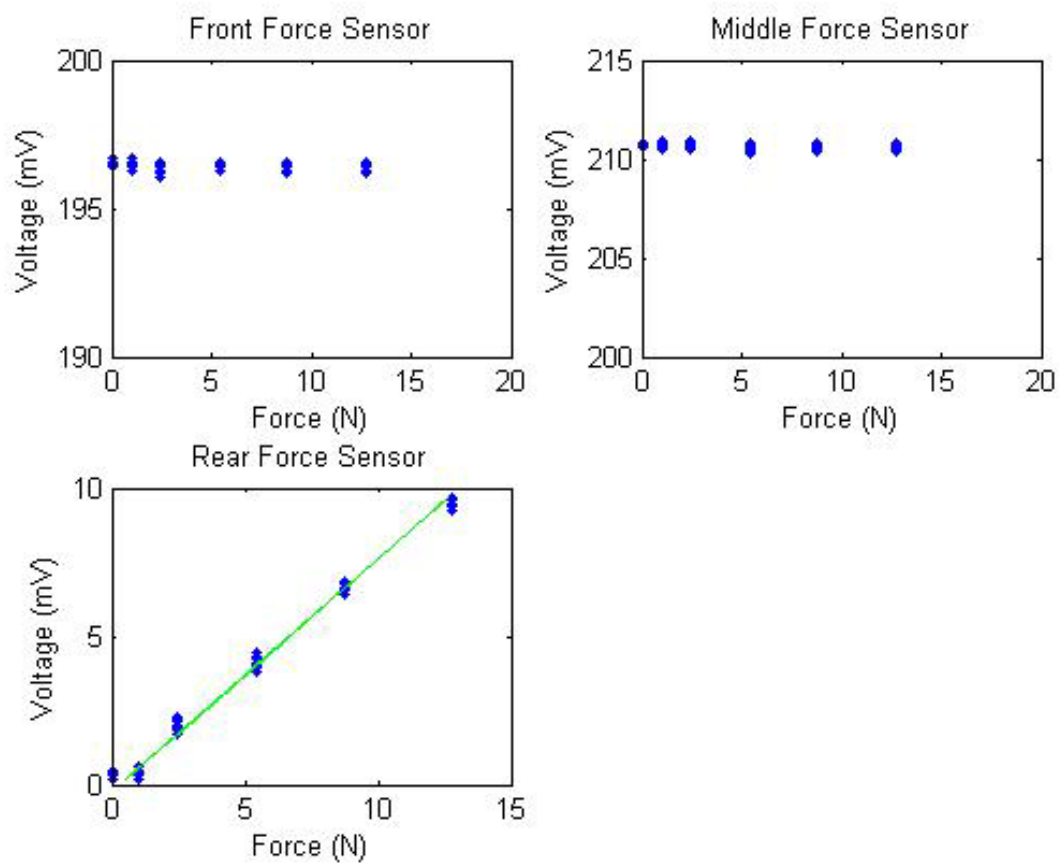 Front Force Sensor
200
195
190
Voltage (mV)
0 5 10 15 20
Force (N)
Middle Force Sensor
215
210
205
200
Voltage (mV)
0 5 10 15 20
Force (N)
Rear Force Sensor
10
5
0
Voltage (mV)
0 5 10 15
Force (N)